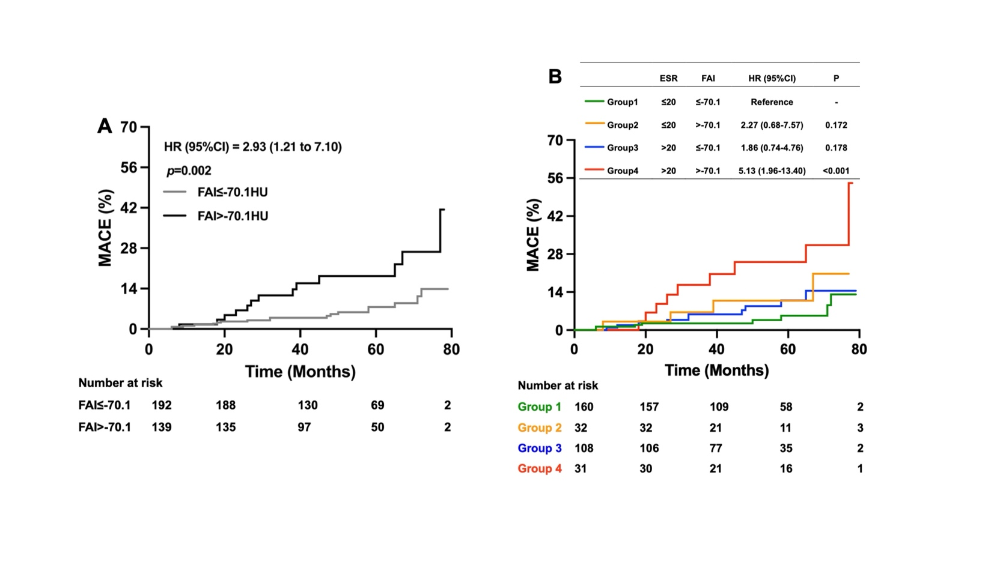 A
70
56
42
28
14
0
MACE (%)
HR (95%CI) = 2.93 (1.21 to 7.10)
p=0.002
FAI≤-70.1HU
FAI>-70.1HU
0 20 40 60 80
Time (Months)
Number at risk
FAI≤-70.1 192 188 130 69 2
FAI>-70.1 139 135 97 50 2
B
ESR FAI HR (95%CI) P
Group1 ≤20 ≤-70.1 Reference -
Group2 ≤20 >-70.1 2.27 (0.68-7.57) 0.172
Group3 >20 ≤-70.1 1.86 (0.74-4.76) 0.178
Group4 >20 >-70.1 5.13 (1.96-13.40) <0.001
70
56
42
28
14
0
MACE (%)
0 20 40 60 80
Time (Months)
Number at risk
Group 1 160 157 109 58 2
Group 2 32 32 21 11 3
Group 3 108 106 77 35 2
Group 4 31 30 21 16 1